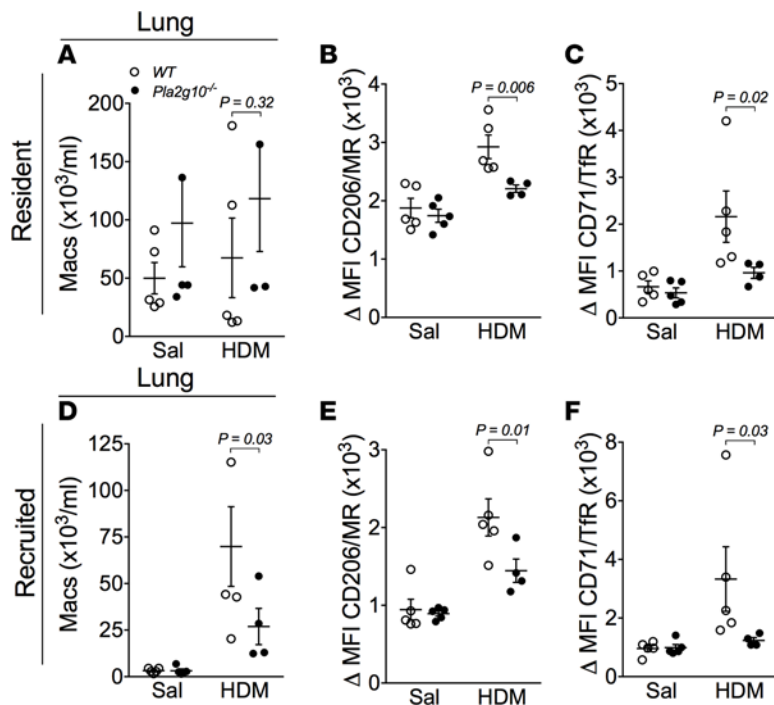 Lung
A
B
C
WT
Pla2g10-/-
P = 0.32
P = 0.006
P = 0.02
Resident
Macs (x10³/ml)
200
150
100
50
0
Sal HDM
Δ MFI CD206/MR (x10³)
4
3
2
1
0
Sal HDM
Δ MFI CD71/TfR (x10³)
5
4
3
2
1
0
Sal HDM
Lung
D
E
F
P = 0.03
P = 0.01
P = 0.03
Recruited
Macs (x10³/ml)
125
100
75
50
25
0
Sal HDM
Δ MFI CD206/MR (x10³)
3
2
1
0
Sal HDM
Δ MFI CD71/TfR (x10³)
8
6
4
2
0
Sal HDM